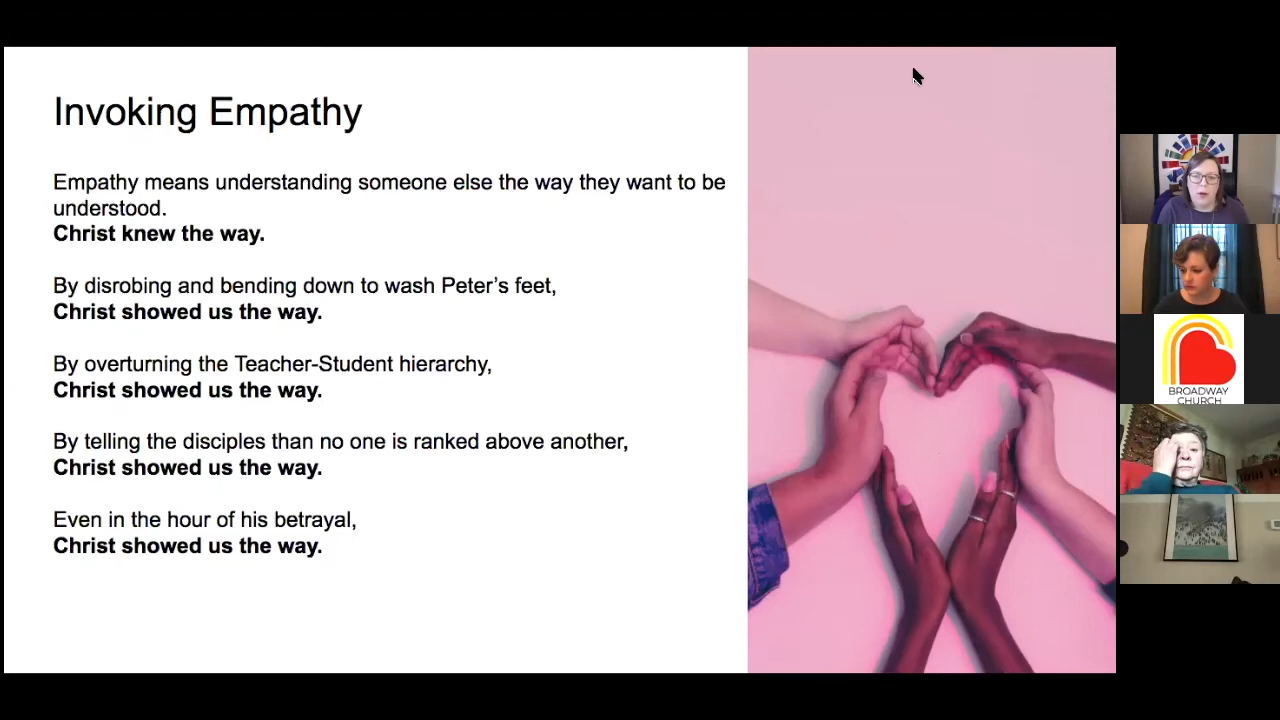 Invoking Empathy
Empathy means understanding someone else the way they want to be
understood.
Christ knew the way.
By disrobing and bending down to wash Peter’s feet,
Christ showed us the way.
By overturning the Teacher-Student hierarchy,
Christ showed us the way.
By telling the disciples than no one is ranked above another,
Christ showed us the way.
Even in the hour of his betrayal,
Christ showed us the way.
BROADWAY
CHURCH